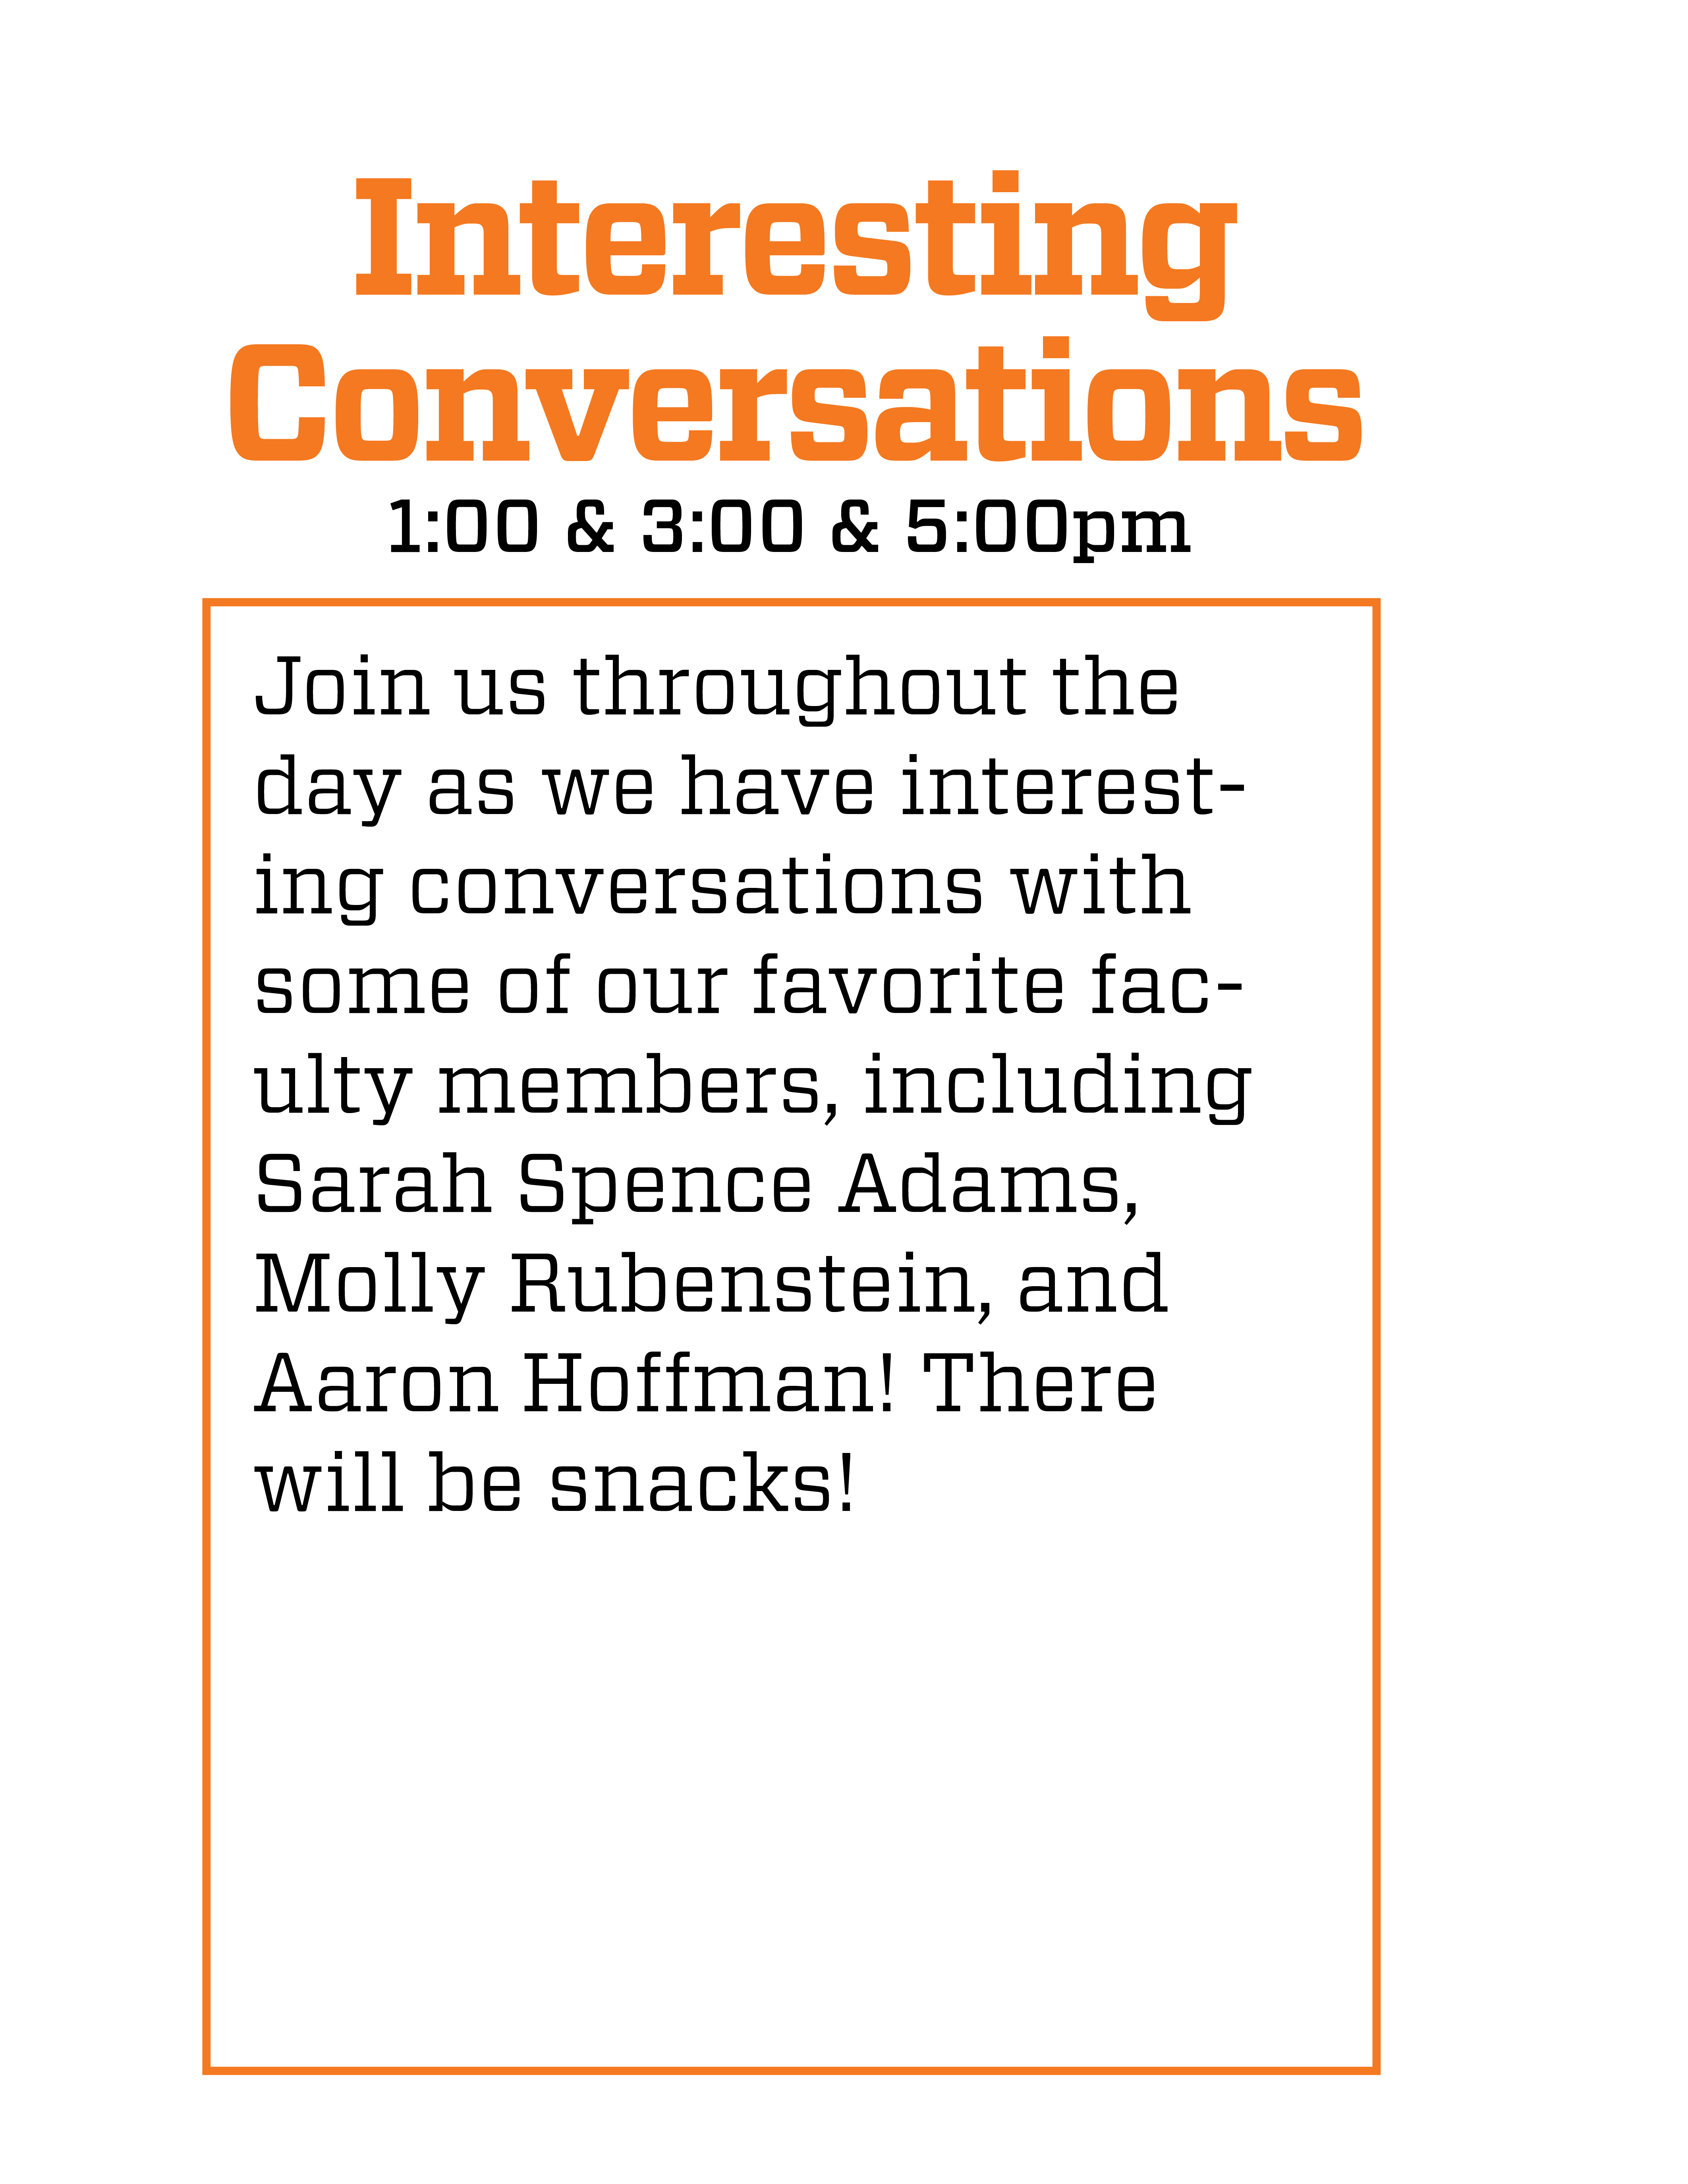 Interesting
Conversations
1:00 & 3:00 & 5:00pm
Join us throughout the
day as we have interest-
ing conversations with
some of our favorite fac-
ulty members, including
Sarah Spence Adams,
Molly Rubenstein, and
Aaron Hoffman! There
will be snacks!